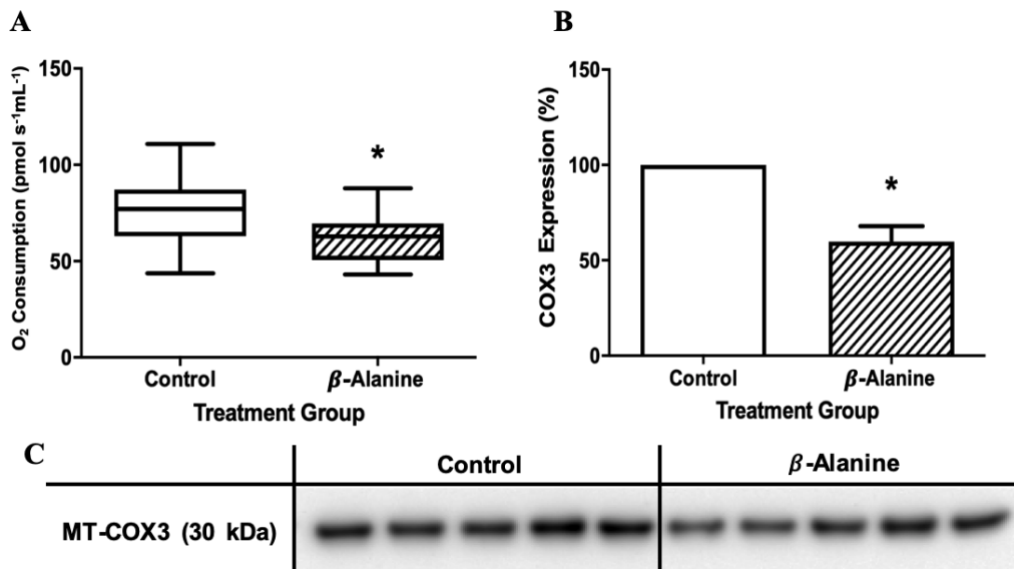 A
O₂ Consumption (pmol s⁻¹mL⁻¹)
150
100
50
0
*
Control
β-Alanine
Treatment Group
B
COX3 Expression (%)
150
100
50
0
*
Control
β-Alanine
Treatment Group
C
Control
β-Alanine
MT-COX3 (30 kDa)